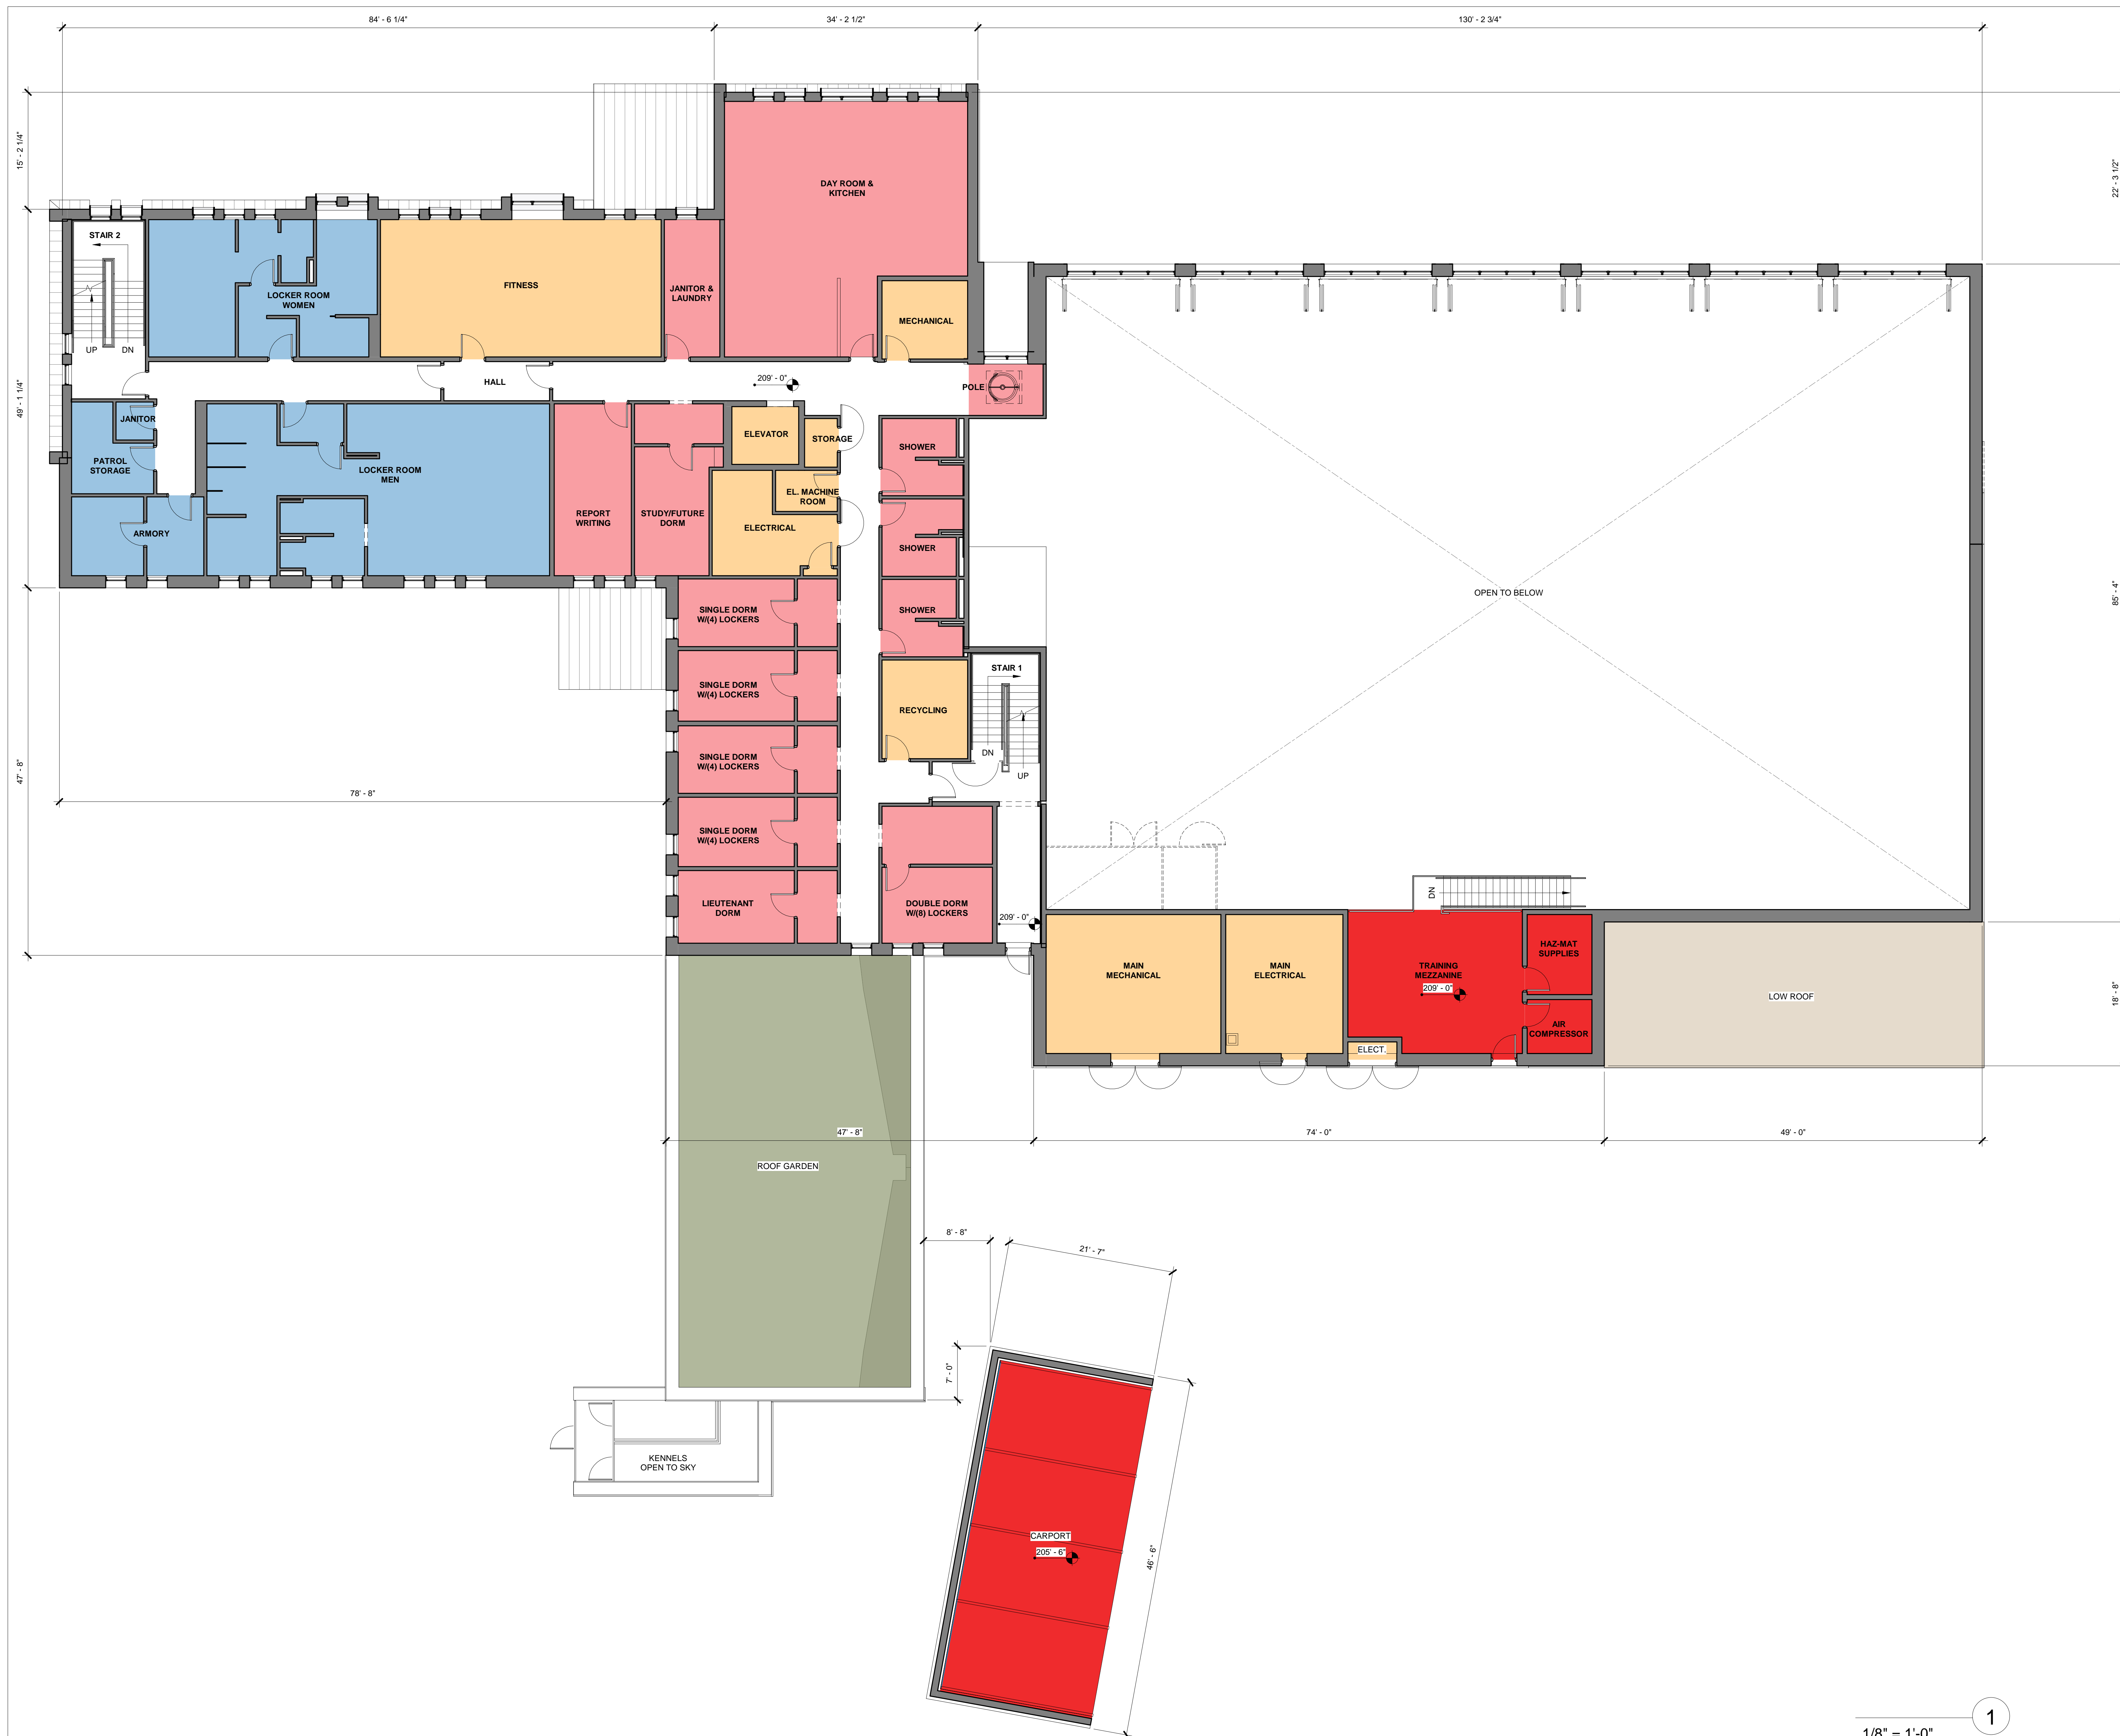 84' - 6 1/4"
34' - 2 1/2"
130' - 2 3/4"
15' - 2 1/4"
22' - 3 1/2"
DAY ROOM &
KITCHEN
STAIR 2
LOCKER ROOM
WOMEN
FITNESS
JANITOR &
LAUNDRY
MECHANICAL
UP
DN
HALL
209' - 0"
POLE
49' - 1 1/4"
JANITOR
PATROL
STORAGE
LOCKER ROOM
MEN
ELEVATOR
STORAGE
SHOWER
EL. MACHINE
ROOM
REPORT
WRITING
STUDY/FUTURE
DORM
ELECTRICAL
ARMORY
SHOWER
OPEN TO BELOW
85' - 4"
SINGLE DORM
W/(4) LOCKERS
SHOWER
STAIR 1
SINGLE DORM
W/(4) LOCKERS
RECYCLING
DN
UP
47' - 8"
78' - 8"
SINGLE DORM
W/(4) LOCKERS
SINGLE DORM
W/(4) LOCKERS
LIEUTENANT
DORM
DOUBLE DORM
W/(8) LOCKERS
209' - 0"
DN
MAIN
MECHANICAL
MAIN
ELECTRICAL
TRAINING
MEZZANINE
209' - 0"
HAZ-MAT
SUPPLIES
AIR
COMPRESSOR
ELECT.
LOW ROOF
18' - 8"
47' - 8"
74' - 0"
49' - 0"
ROOF GARDEN
8' - 8"
21' - 7"
7' - 0"
KENNELS
OPEN TO SKY
CARPORT
205' - 6"
46' - 6"
1
1/8" = 1'-0"